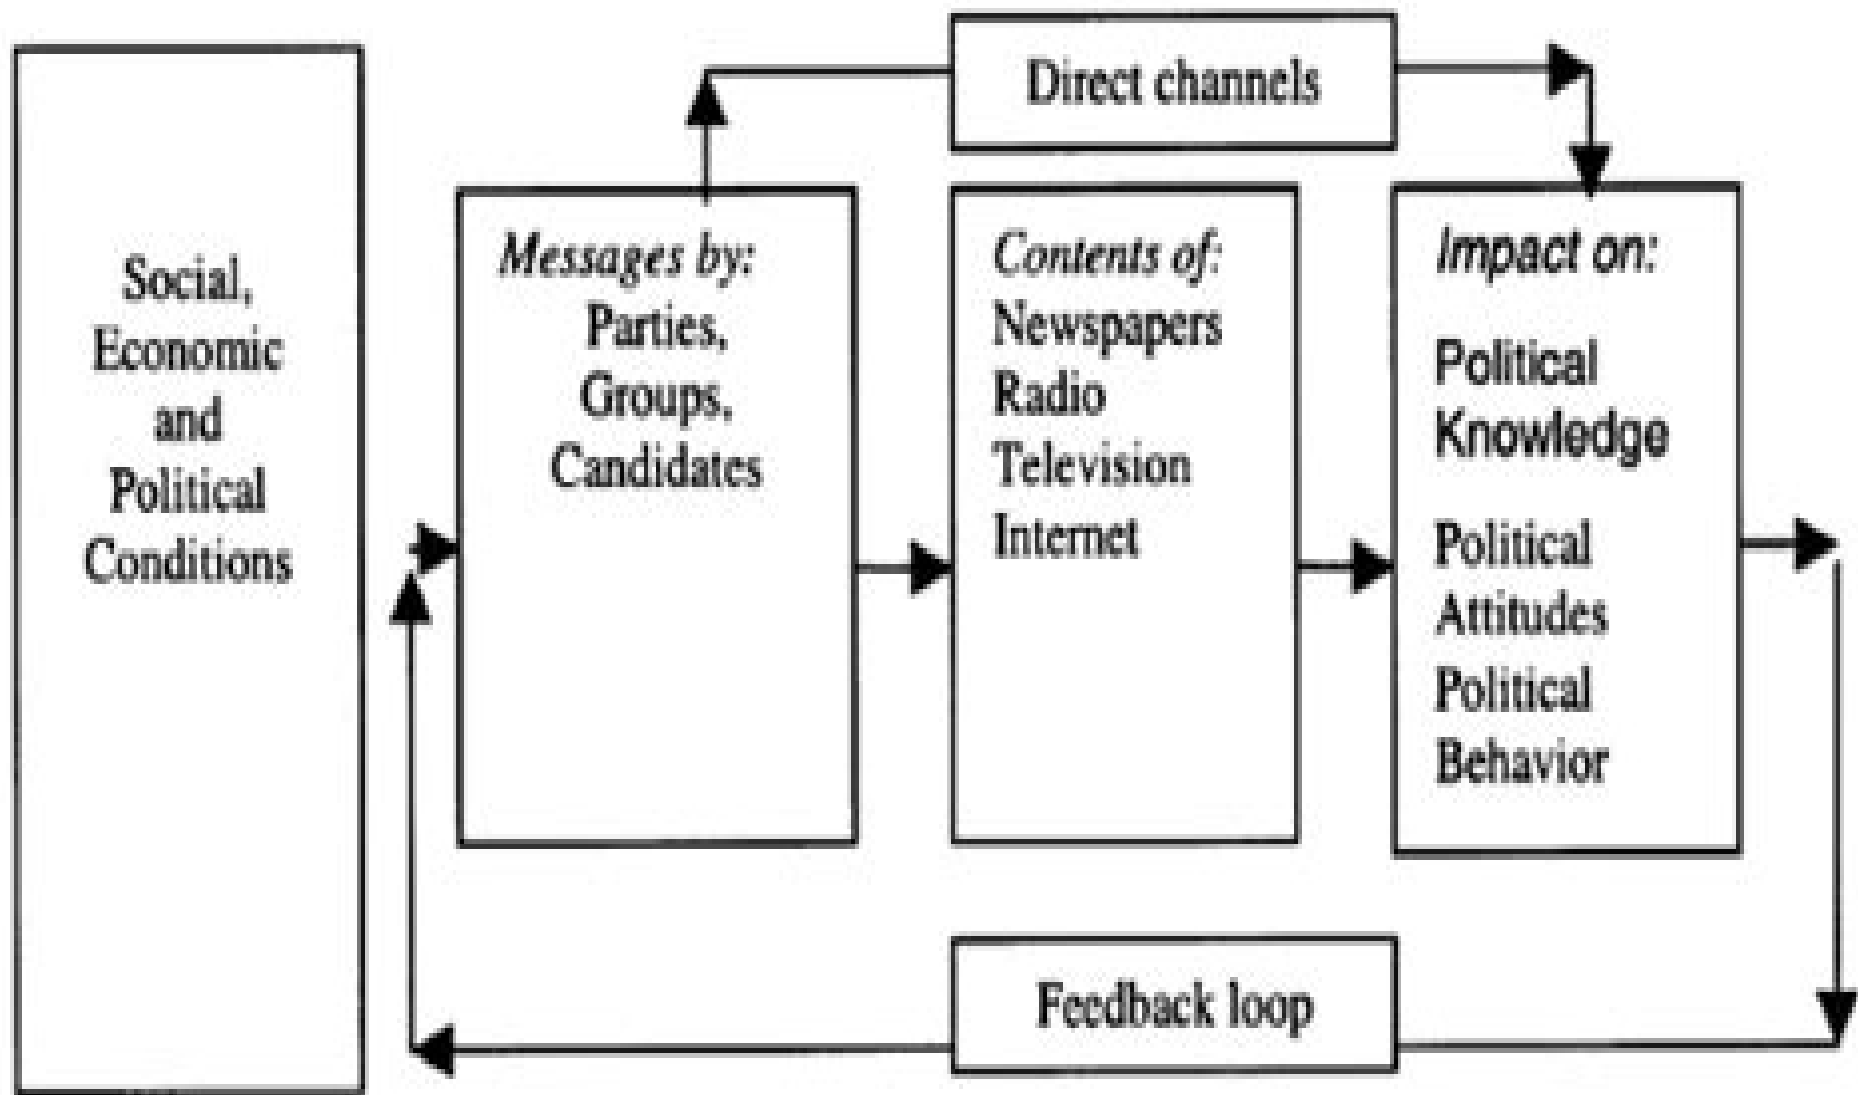 Social,
Economic
and
Political
Conditions
Direct channels
Messages by:
Parties,
Groups,
Candidates
Contents of:
Newspapers
Radio
Television
Internet
Impact on:
Political
Knowledge
Political
Attitudes
Political
Behavior
Feedback loop